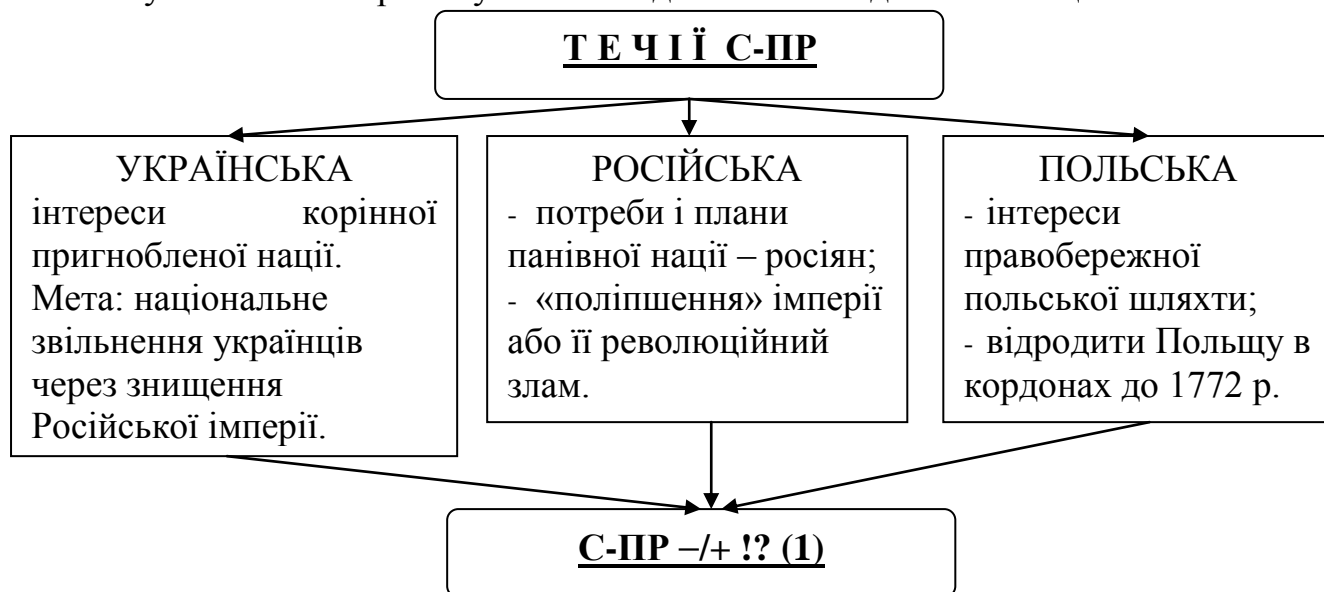 Т Е Ч І Ї С-ПР
УКРАЇНСЬКА
інтереси корінної
пригнобленої нації.
Мета: національне
звільнення українців
через знищення
Російської імперії.
РОСІЙСЬКА
- потреби і плани
панівної нації – росіян;
- «поліпшення» імперії
або її революційний
злам.
ПОЛЬСЬКА
- інтереси
правобережної
польської шляхти;
- відродити Польщу в
кордонах до 1772 р.
С-ПР –/+ !? (1)